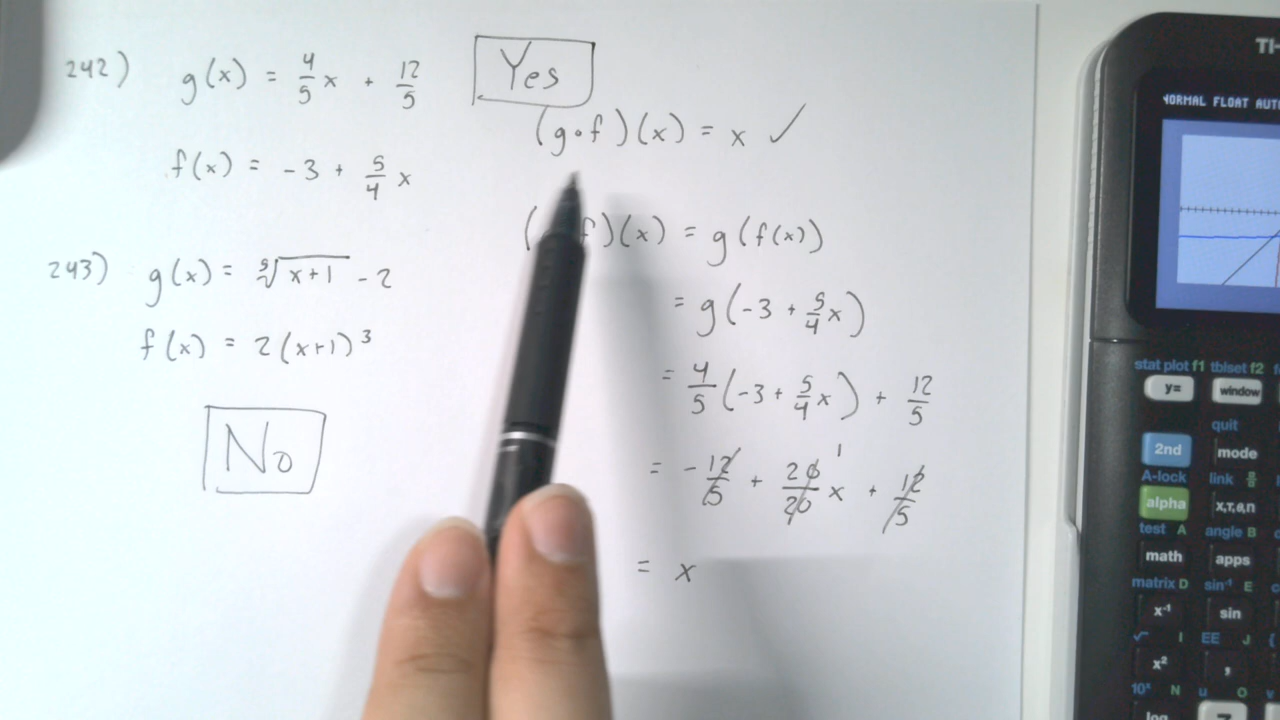 242) g(x) = 4/5 x + 12/5
f(x) = -3 + 5/4 x
243) g(x) = ∛(x+1) - 2
f(x) = 2(x+1)³
No
Yes
(g∘f)(x) = x ✓
( f)(x) = g(f(x))
= g(-3 + 5/4 x)
= 4/5 (-3 + 5/4 x) + 12/5
= -12/5 + 20/20 x + 12/5
1
= x
TI-
NORMAL FLOAT AUT
stat plot f1 tblset f2
y= window
quit
2nd mode
A-lock link
alpha x,T,θ,n
test A angle B
math apps
matrix D sin⁻¹ E
x⁻¹ sin
√ I EE J {
x² ,
10ˣ N u O v
log 7